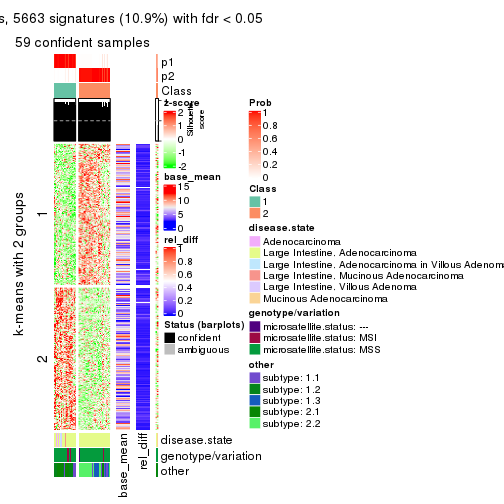 s, 5663 signatures (10.9%) with fdr < 0.05
59 confident samples
p1
p2
Class
Silhouette
score
k-means with 2 groups
1
2
base_mean
rel_diff
disease.state
genotype/variation
other
z-score
2
1
0
-1
-2
base_mean
15
10
5
0
rel_diff
1
0.8
0.6
0.4
0.2
0
Status (barplots)
confident
ambiguous
Prob
1
0.8
0.6
0.4
0.2
0
Class
1
2
disease.state
Adenocarcinoma
Large Intestine. Adenocarcinoma
Large Intestine. Adenocarcinoma in Villous Adenom
Large Intestine. Mucinous Adenocarcinoma
Large Intestine. Villous Adenoma
Mucinous Adenocarcinoma
genotype/variation
microsatellite.status: ---
microsatellite.status: MSI
microsatellite.status: MSS
other
subtype: 1.1
subtype: 1.2
subtype: 1.3
subtype: 2.1
subtype: 2.2